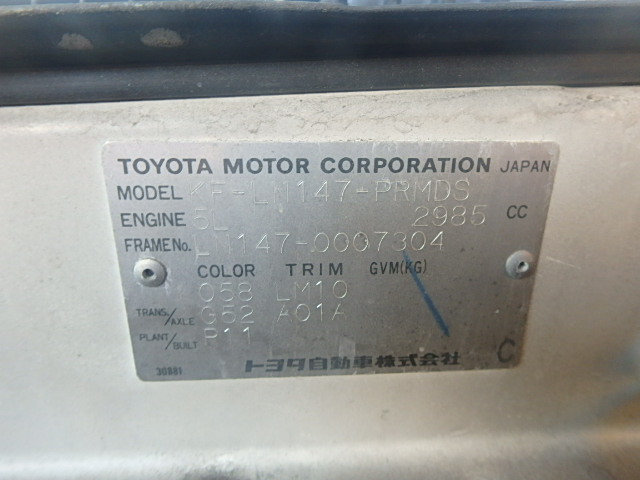 TOYOTA MOTOR CORPORATION JAPAN
MODEL KF-LN147-PRMDS
ENGINE 5L 2985 CC
FRAME No. LN147-0007304
COLOR TRIM GVM(KG)
058 LM10
TRANS./AXLE G52 A01A
PLANT/BUILT P11
30881 トヨタ自動車株式会社 C